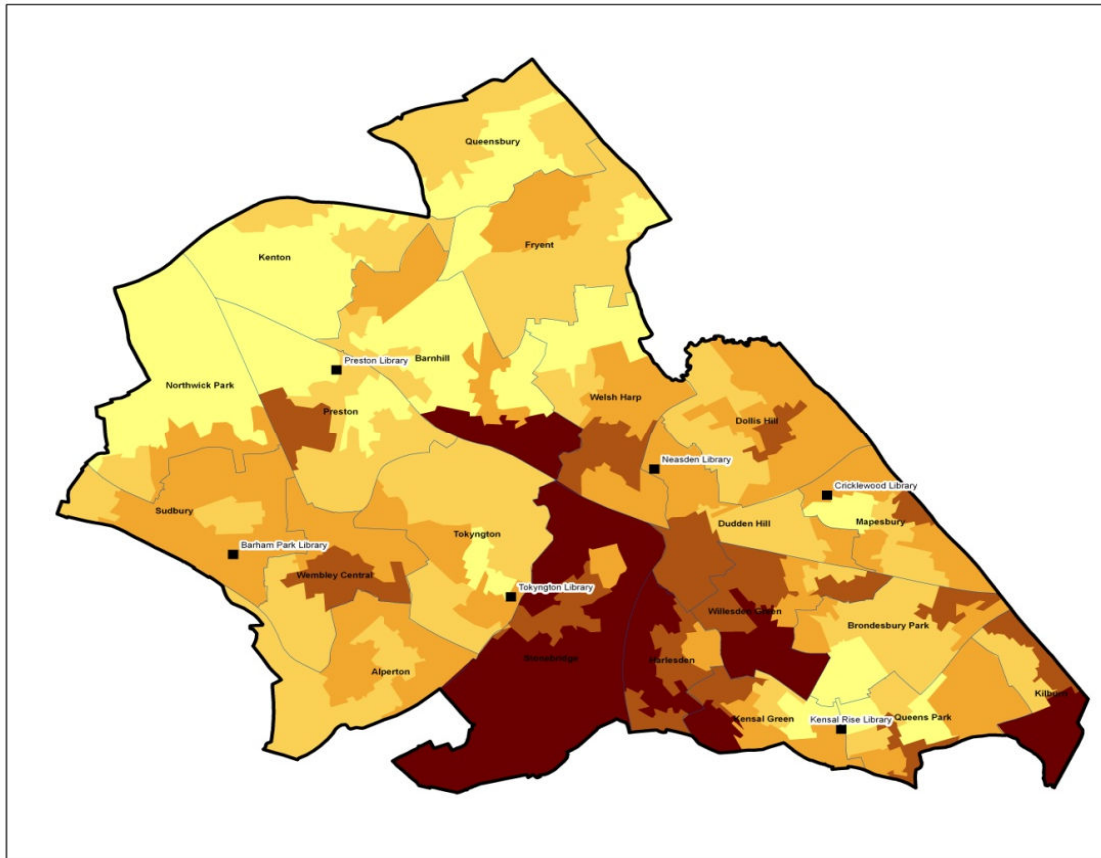 Queensbury
Fryent
Kenton
Preston Library
Barnhill
Northwick Park
Preston
Welsh Harp
Dollis Hill
Neasden Library
Cricklewood Library
Sudbury
Mapesbury
Dudden Hill
Tokyngton
Barham Park Library
Wembley Central
Tokyngton Library
Willesden Green
Brondesbury Park
Stonebridge
Harlesden
Alperton
Kilburn
Kensal Green
Kensal Rise Library
Queens Park